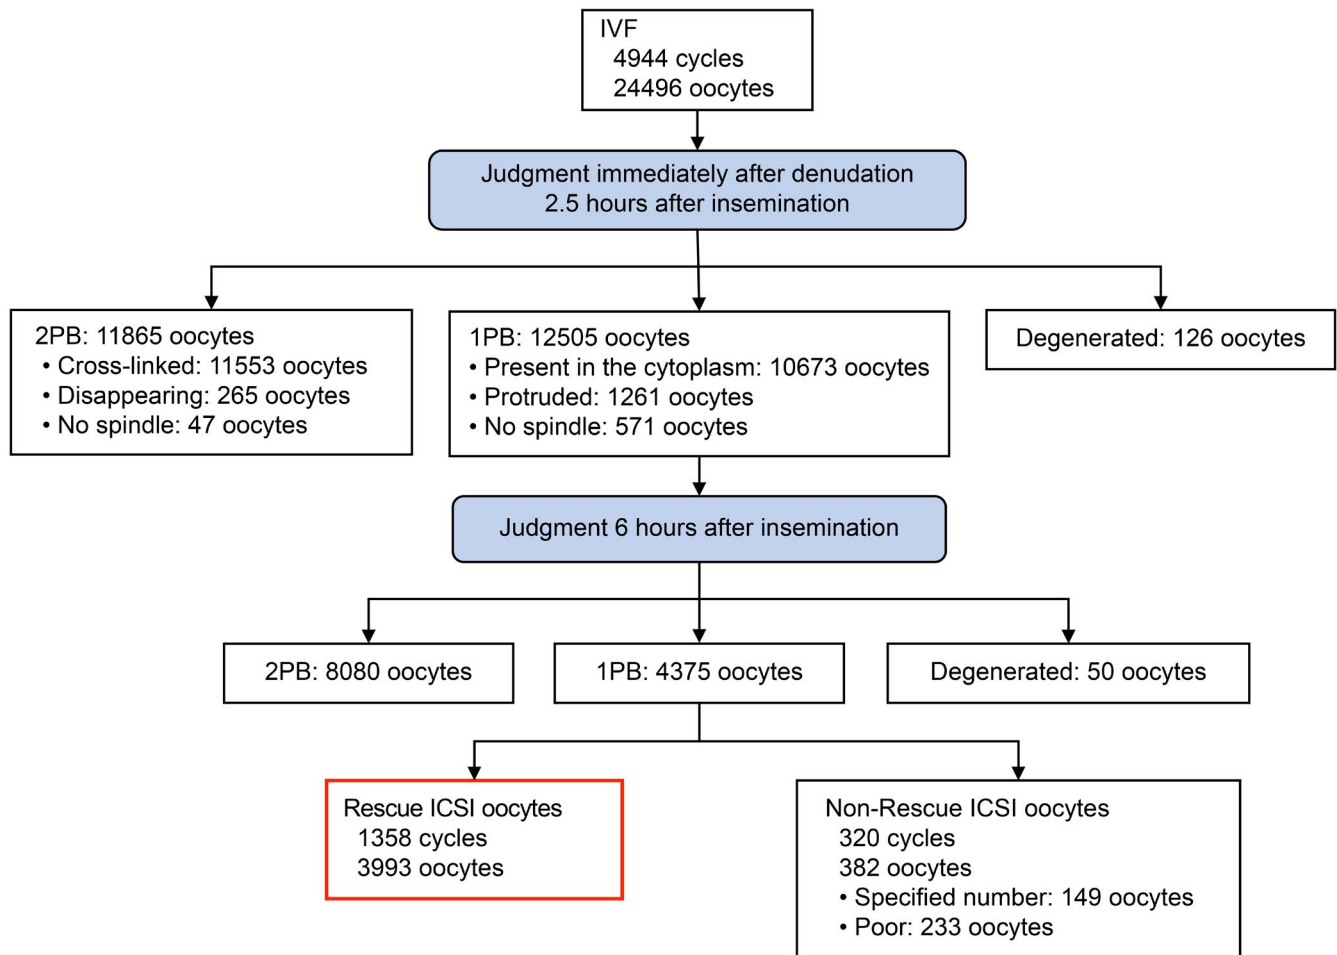 IVF
4944 cycles
24496 oocytes
Judgment immediately after denudation
2.5 hours after insemination
2PB: 11865 oocytes
• Cross-linked: 11553 oocytes
• Disappearing: 265 oocytes
• No spindle: 47 oocytes
1PB: 12505 oocytes
• Present in the cytoplasm: 10673 oocytes
• Protruded: 1261 oocytes
• No spindle: 571 oocytes
Degenerated: 126 oocytes
Judgment 6 hours after insemination
2PB: 8080 oocytes
1PB: 4375 oocytes
Degenerated: 50 oocytes
Rescue ICSI oocytes
1358 cycles
3993 oocytes
Non-Rescue ICSI oocytes
320 cycles
382 oocytes
• Specified number: 149 oocytes
• Poor: 233 oocytes